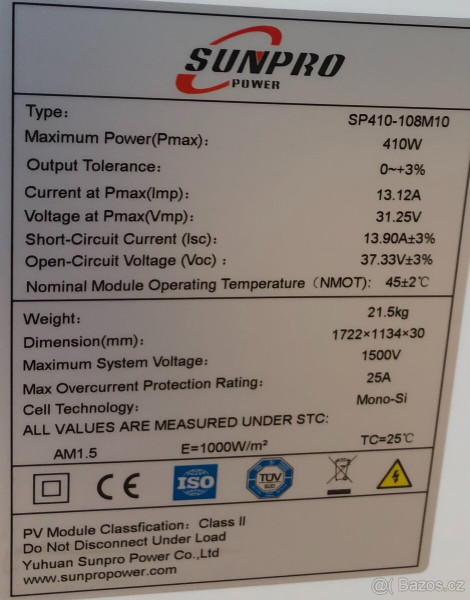 SUNPRO
POWER
Type: SP410-108M10
Maximum Power(Pmax): 410W
Output Tolerance: 0~+3%
Current at Pmax(Imp): 13.12A
Voltage at Pmax(Vmp): 31.25V
Short-Circuit Current (Isc): 13.90A±3%
Open-Circuit Voltage (Voc) : 37.33V±3%
Nominal Module Operating Temperature (NMOT): 45±2℃
Weight: 21.5kg
Dimension(mm): 1722×1134×30
Maximum System Voltage: 1500V
Max Overcurrent Protection Rating: 25A
Cell Technology: Mono-Si
ALL VALUES ARE MEASURED UNDER STC:
AM1.5 E=1000W/m² TC=25℃
CE ISO TÜV SÜD
PV Module Classfication: Class II
Do Not Disconnect Under Load
Yuhuan Sunpro Power Co.,Ltd
www.sunpropower.com
Bazos.cz